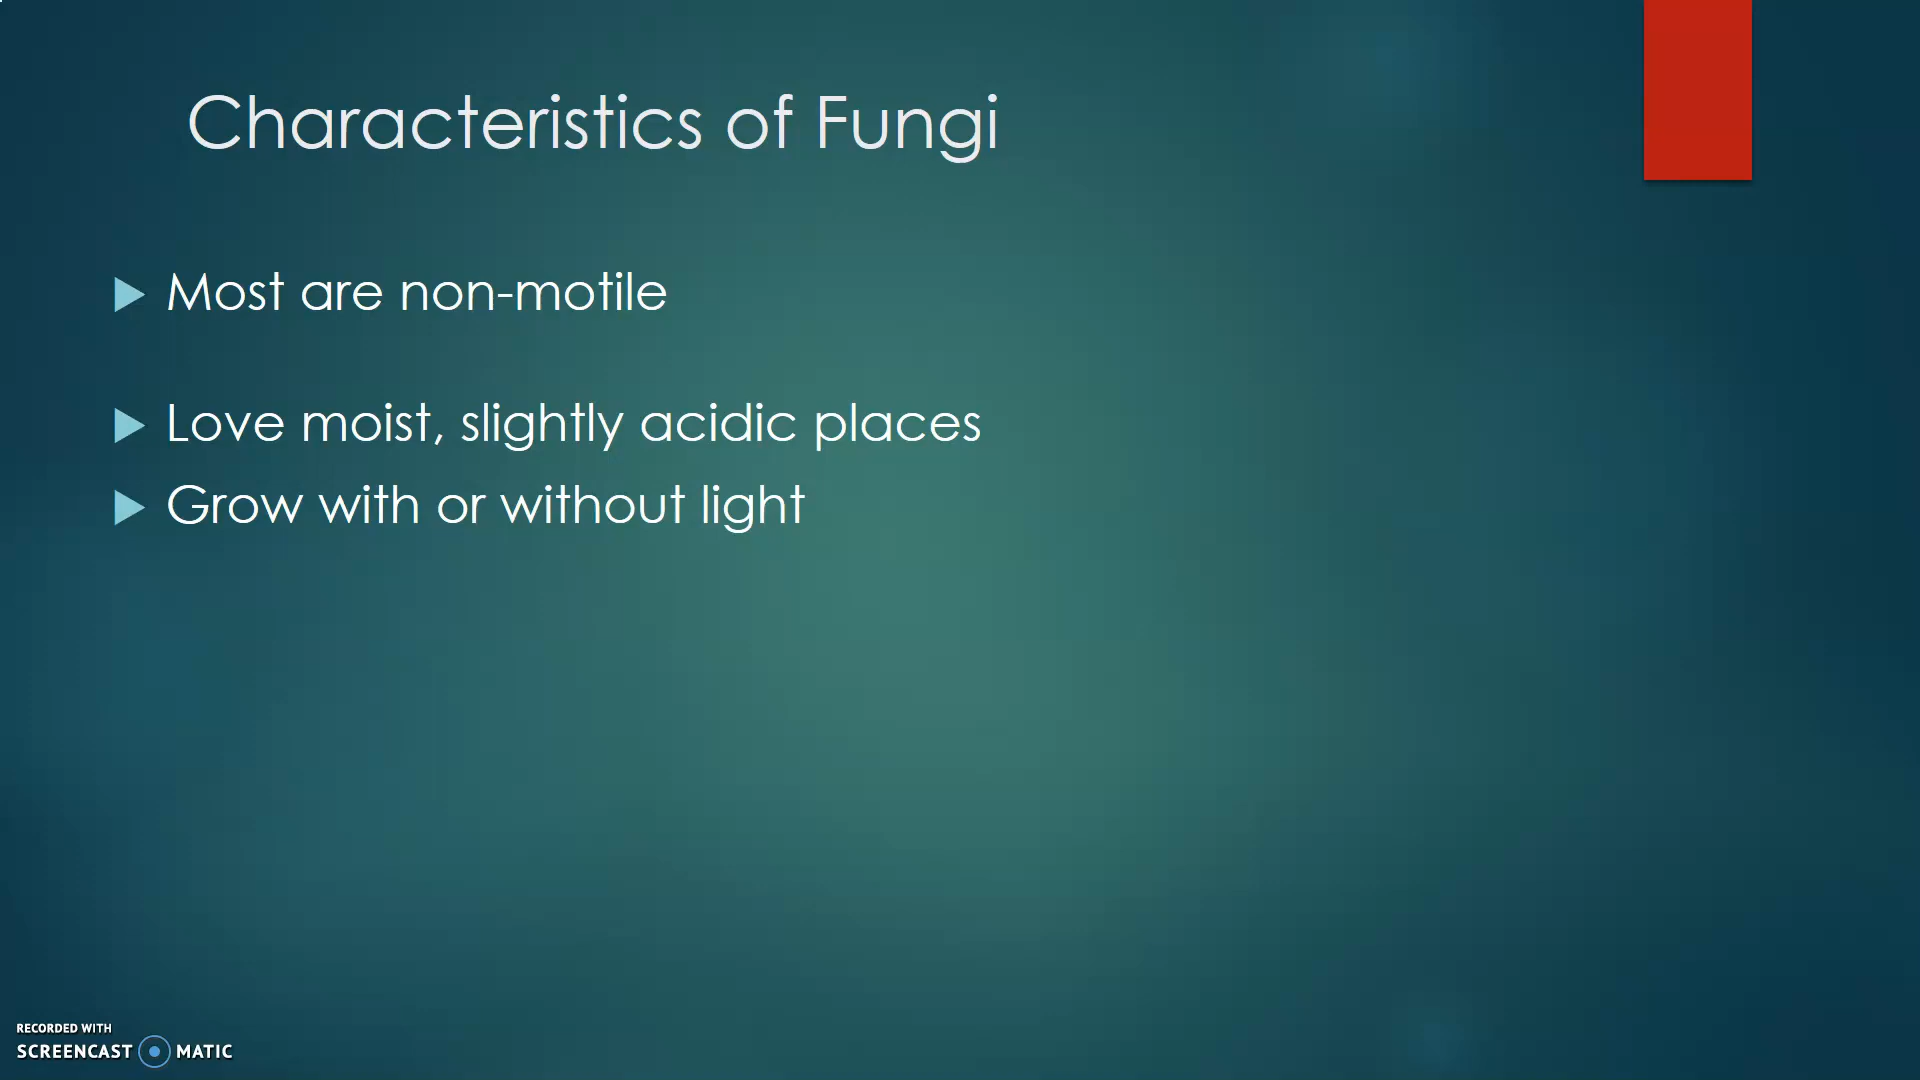 Characteristics of Fungi
Most are non-motile
Love moist, slightly acidic places
Grow with or without light
RECORDED WITH
SCREENCAST MATIC